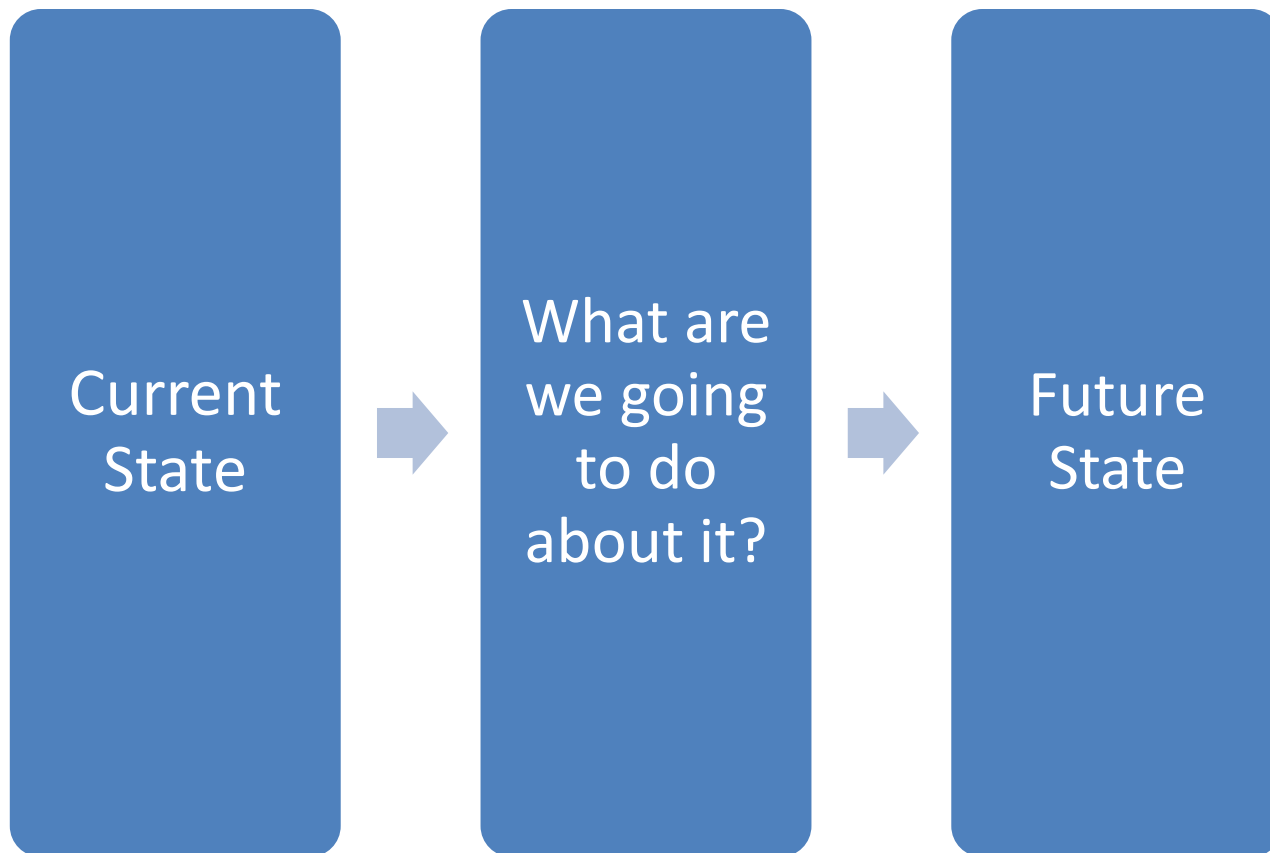 Current
State
What are
we going
to do
about it?
Future
State